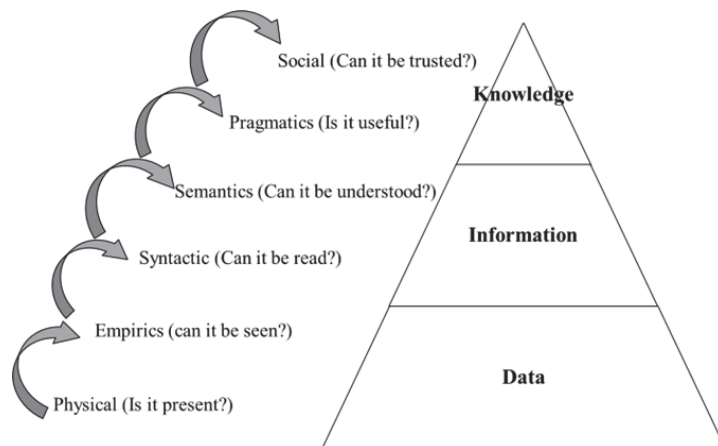 Social (Can it be trusted?)
Knowledge
Pragmatics (Is it useful?)
Semantics (Can it be understood?)
Information
Syntactic (Can it be read?)
Empirics (can it be seen?)
Data
Physical (Is it present?)